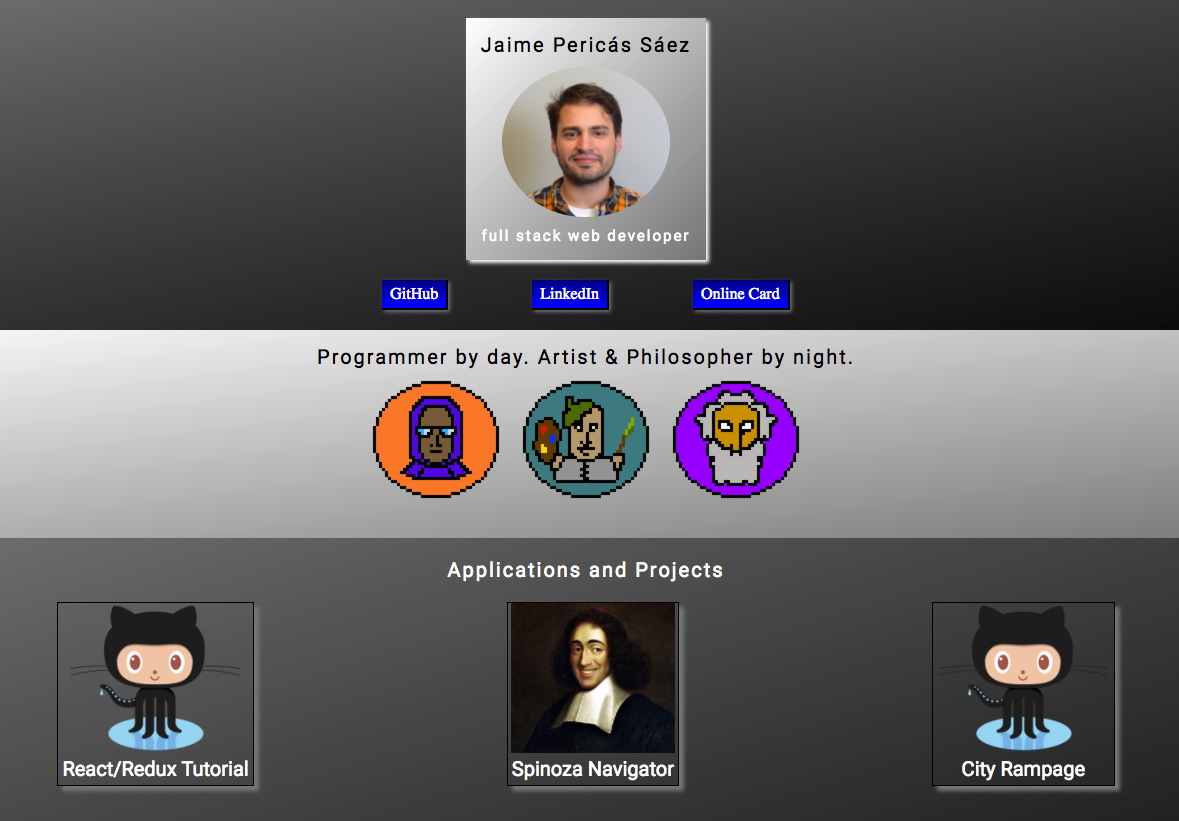 Jaime Pericás Sáez
full stack web developer
GitHub LinkedIn Online Card
Programmer by day. Artist & Philosopher by night.
Applications and Projects
React/Redux Tutorial Spinoza Navigator City Rampage